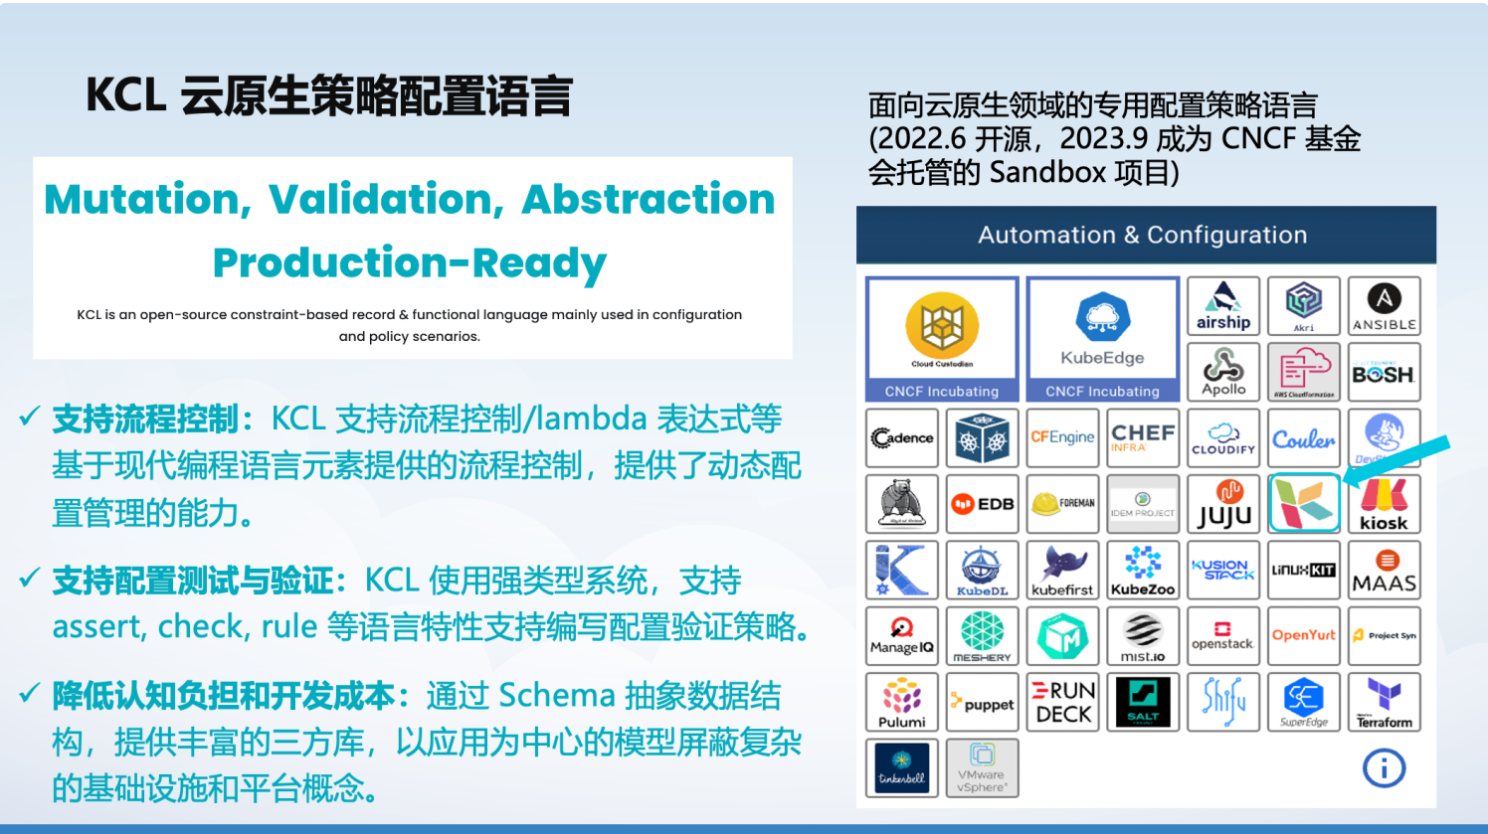 KCL 云原生策略配置语言
Mutation, Validation, Abstraction
Production-Ready
KCL is an open-source constraint-based record & functional language mainly used in configuration
and policy scenarios.
✓ 支持流程控制：KCL 支持流程控制/lambda 表达式等
基于现代编程语言元素提供的流程控制，提供了动态配
置管理的能力。
✓ 支持配置测试与验证：KCL 使用强类型系统，支持
assert, check, rule 等语言特性支持编写配置验证策略。
✓ 降低认知负担和开发成本：通过 Schema 抽象数据结
构，提供丰富的三方库，以应用为中心的模型屏蔽复杂
的基础设施和平台概念。
面向云原生领域的专用配置策略语言
(2022.6 开源，2023.9 成为 CNCF 基金
会托管的 Sandbox 项目)
Automation & Configuration
Cloud Custodian
CNCF Incubating
KubeEdge
CNCF Incubating
airship
Akri
ANSIBLE
Apollo
AWS CloudFormation
BOSH
Cadence
CFEngine
CHEF
INFRA
CLOUDIFY
Couler
EDB
FOREMAN
IDEM PROJECT
JUJU
kiosk
KubeDL
kubefirst
KubeZoo
KUSION
STACK
LINUXKIT
MAAS
ManageIQ
MESHERY
mist.io
openstack.
OpenYurt
Project Syn
Pulumi
puppet
RUN
DECK
SALT
Shifu
SuperEdge
Terraform
tinkerbell
VMware
vSphere®